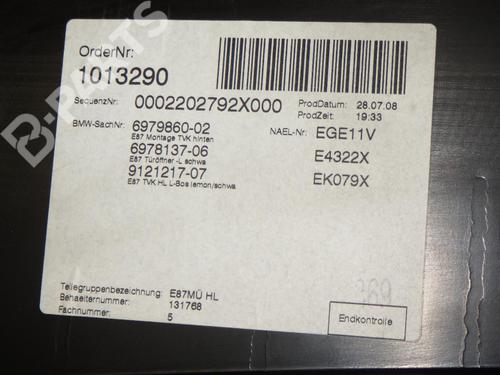 OrderNr:
1013290
SequenzNr: 0002202792X000
ProdDatum: 28.07.08
ProdZeit: 19:33
BMW-SachNr: 6979860-02
E87 Montage TVK hinten
NAEL-Nr: EGE11V
6978137-06
E87 Türöffner -L schwa
E4322X
9121217-07
E87 TVK HL L-Bos lemon/schwa
EK079X
Teilegruppenbezeichnung: E87MÜ HL
Behaelternummer: 131768
Fachnummer: 5
Endkontrolle
B-PARTS